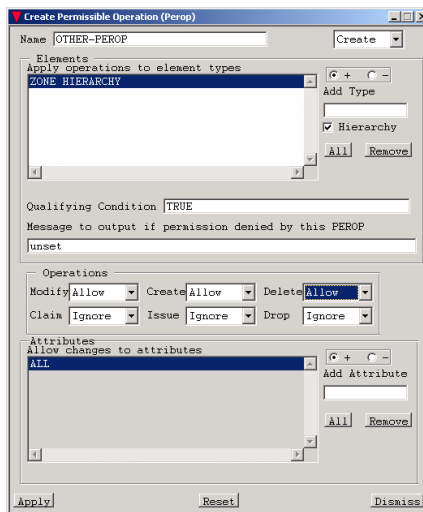 Create Permissible Operation (Perop)
Name OTHER-PEROP Create
Elements
Apply operations to element types
ZONE HIERARCHY
+ -
Add Type
Hierarchy
All Remove
Qualifying Condition TRUE
Message to output if permission denied by this PEROP
unset
Operations
Modify Allow Create Allow Delete Allow
Claim Ignore Issue Ignore Drop Ignore
Attributes
Allow changes to attributes
ALL
+ -
Add Attribute
All Remove
Apply Reset Dismiss